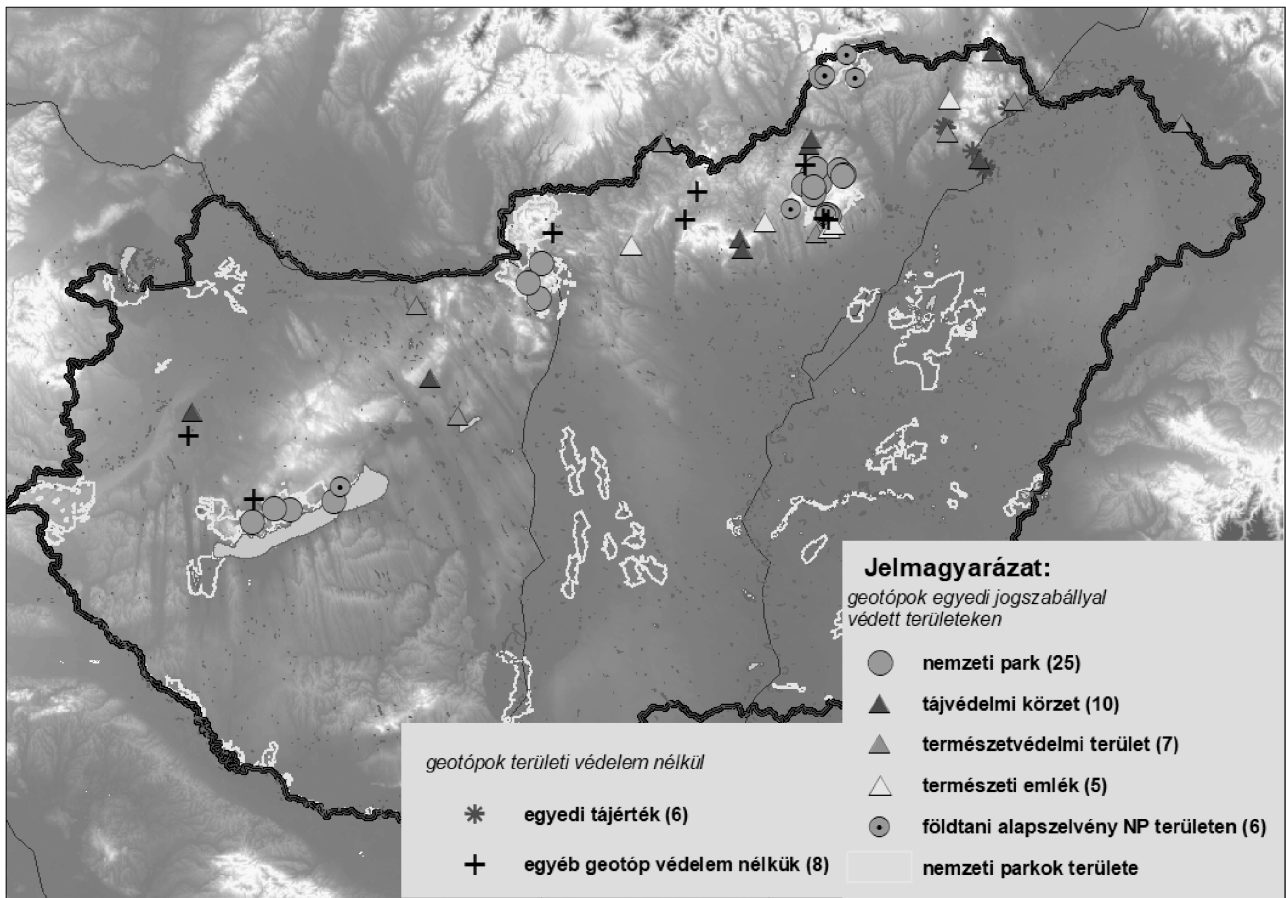 Jelmagyarázat:
geotópok egyedi jogszabállyal
védett területeken
nemzeti park (25)
tájvédelmi körzet (10)
természetvédelmi terület (7)
természeti emlék (5)
földtani alapszelvény NP területen (6)
nemzeti parkok területe
geotópok területi védelem nélkül
egyedi tájérték (6)
egyéb geotóp védelem nélkük (8)